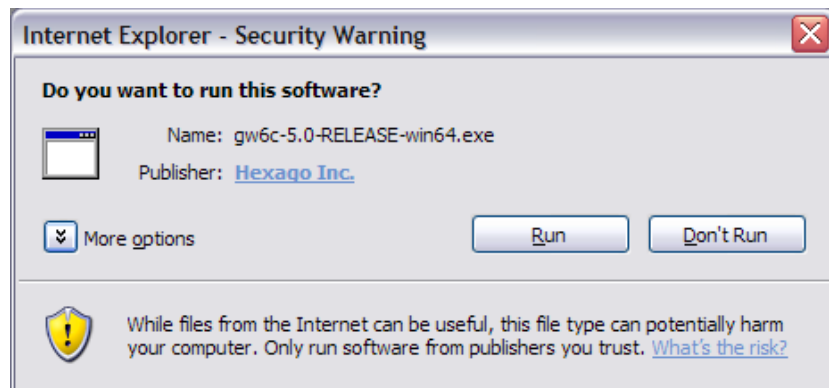 Internet Explorer - Security Warning
Do you want to run this software?
Name: gw6c-5.0-RELEASE-win64.exe
Publisher: Hexago Inc.
More options
Run
Don't Run
While files from the Internet can be useful, this file type can potentially harm
your computer. Only run software from publishers you trust. What's the risk?